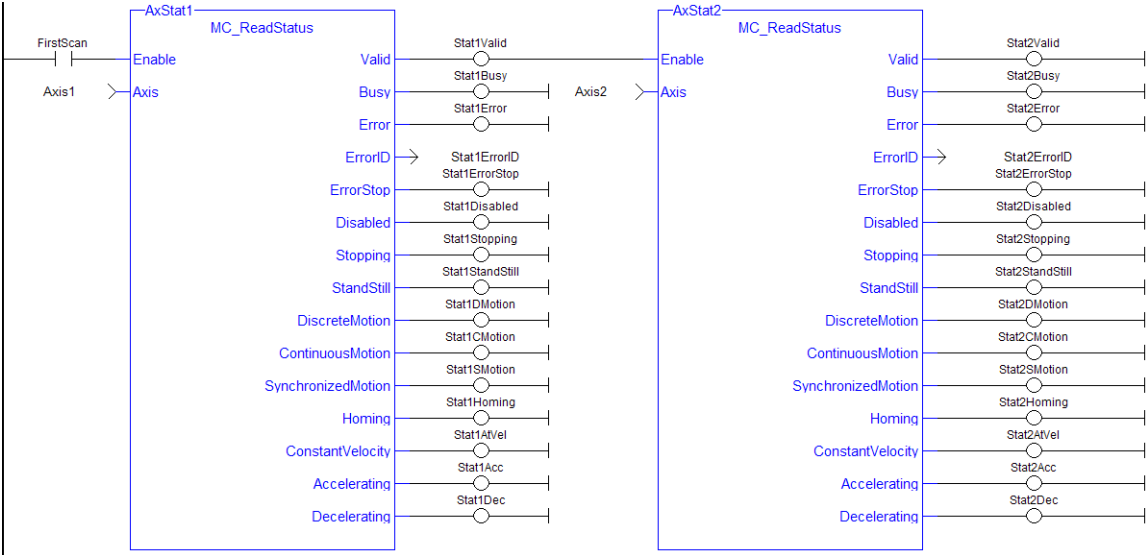 AxStat1 AxStat2
MC_ReadStatus MC_ReadStatus
FirstScan Stat1Valid Stat2Valid
Enable Valid Enable Valid
Stat1Busy Stat2Busy
Axis1 Axis Busy Axis2 Axis Busy
Stat1Error Stat2Error
Error Error
ErrorID Stat1ErrorID ErrorID Stat2ErrorID
Stat1ErrorStop Stat2ErrorStop
ErrorStop ErrorStop
Stat1Disabled Stat2Disabled
Disabled Disabled
Stat1Stopping Stat2Stopping
Stopping Stopping
Stat1StandStill Stat2StandStill
StandStill StandStill
Stat1DMotion Stat2DMotion
DiscreteMotion DiscreteMotion
Stat1CMotion Stat2CMotion
ContinuousMotion ContinuousMotion
Stat1SMotion Stat2SMotion
SynchronizedMotion SynchronizedMotion
Stat1Homing Stat2Homing
Homing Homing
Stat1AtVel Stat2AtVel
ConstantVelocity ConstantVelocity
Stat1Acc Stat2Acc
Accelerating Accelerating
Stat1Dec Stat2Dec
Decelerating Decelerating